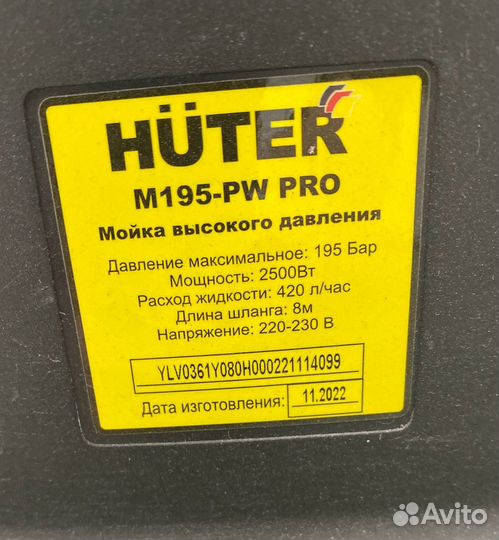 HÜTER
M195-PW PRO
Мойка высокого давления
Давление максимальное: 195 Бар
Мощность: 2500Вт
Расход жидкости: 420 л/час
Длина шланга: 8м
Напряжение: 220-230 В
YLV0361Y080H000221114099
Дата изготовления: 11.2022
Avito